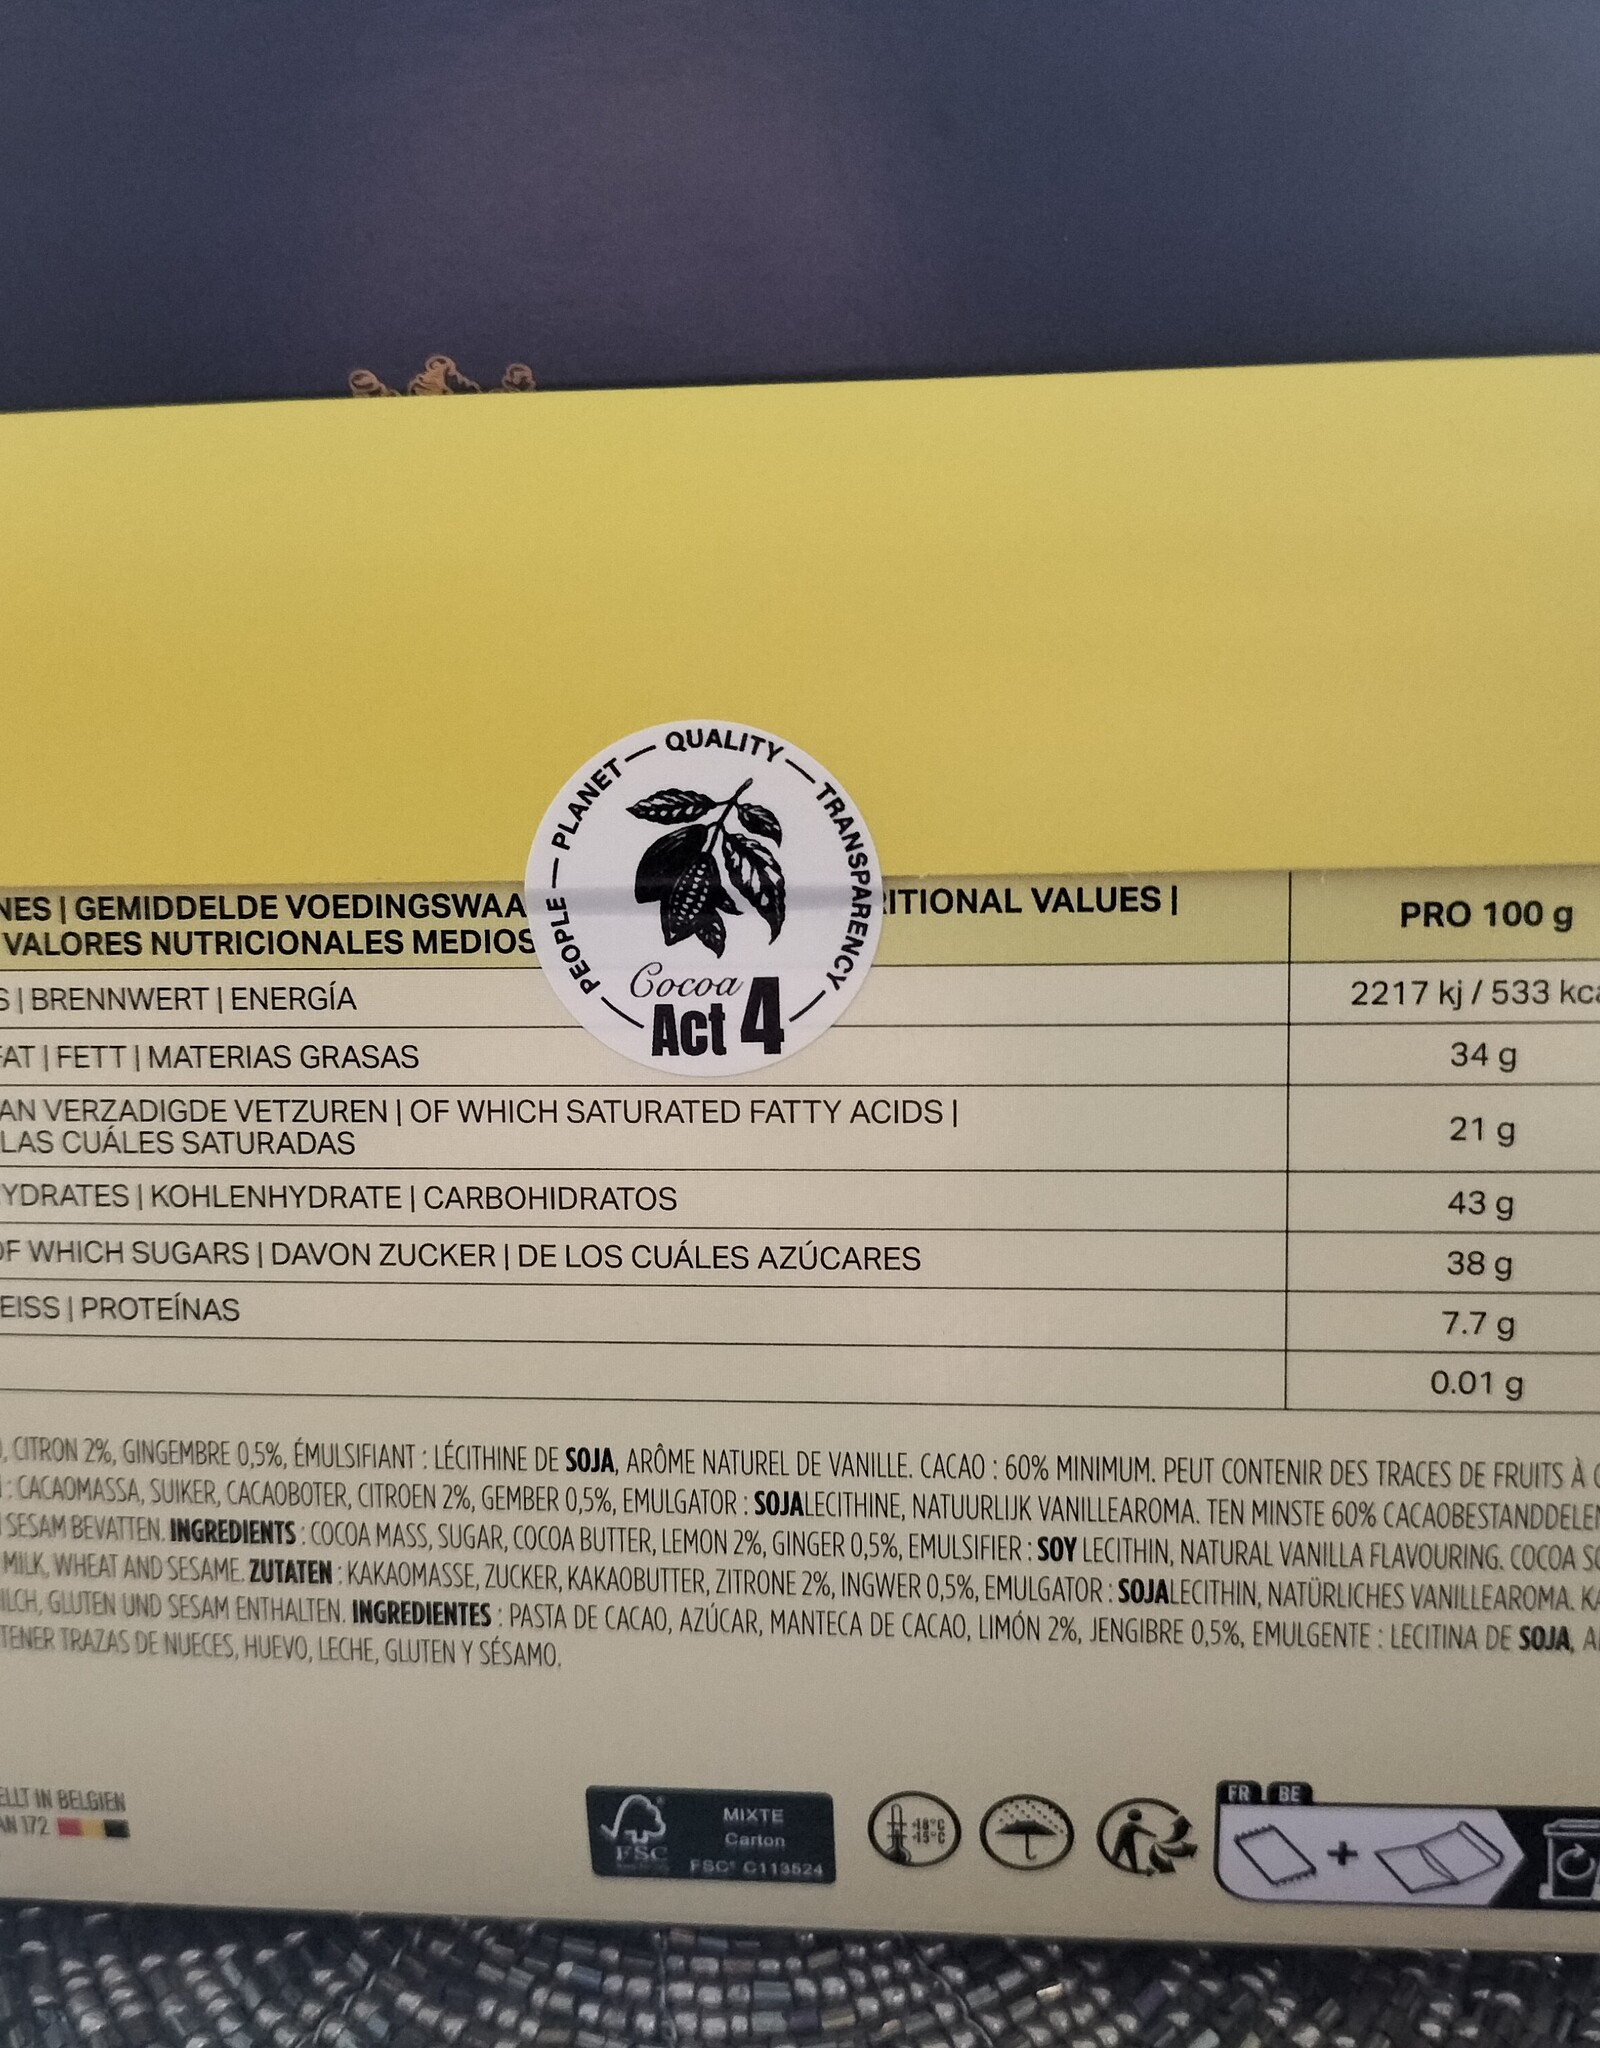 PEOPLE — PLANET — QUALITY — TRANSPARENCY
Cocoa
Act 4
NES | GEMIDDELDE VOEDINGSWAA RITIONAL VALUES |
VALORES NUTRICIONALES MEDIOS
PRO 100 g
S | BRENNWERT | ENERGÍA
2217 kj / 533 kca
FAT | FETT | MATERIAS GRASAS
34 g
AN VERZADIGDE VETZUREN | OF WHICH SATURATED FATTY ACIDS |
LAS CUÁLES SATURADAS
21 g
YDRATES | KOHLENHYDRATE | CARBOHIDRATOS
43 g
OF WHICH SUGARS | DAVON ZUCKER | DE LOS CUÁLES AZÚCARES
38 g
EISS | PROTEÍNAS
7.7 g
0.01 g
, CITRON 2%, GINGEMBRE 0,5%, ÉMULSIFIANT : LÉCITHINE DE SOJA, ARÔME NATUREL DE VANILLE. CACAO : 60% MINIMUM. PEUT CONTENIR DES TRACES DE FRUITS À C
: CACAOMASSA, SUIKER, CACAOBOTER, CITROEN 2%, GEMBER 0,5%, EMULGATOR : SOJALECITHINE, NATUURLIJK VANILLEAROMA. TEN MINSTE 60% CACAOBESTANDDELEN
SESAM BEVATTEN. INGREDIENTS : COCOA MASS, SUGAR, COCOA BUTTER, LEMON 2%, GINGER 0,5%, EMULSIFIER : SOY LECITHIN, NATURAL VANILLA FLAVOURING. COCOA SO
MILK, WHEAT AND SESAME. ZUTATEN : KAKAOMASSE, ZUCKER, KAKAOBUTTER, ZITRONE 2%, INGWER 0,5%, EMULGATOR : SOJALECITHIN, NATÜRLICHES VANILLEAROMA. KA
ILCH, GLUTEN UND SESAM ENTHALTEN. INGREDIENTES : PASTA DE CACAO, AZÚCAR, MANTECA DE CACAO, LIMÓN 2%, JENGIBRE 0,5%, EMULGENTE : LECITINA DE SOJA, A
TENER TRAZAS DE NUECES, HUEVO, LECHE, GLUTEN Y SÉSAMO.
ELLT IN BELGIEN
AN 172
FSC
MIXTE
Carton
FSC® C113524
+18°C
+15°C
FR BE
+